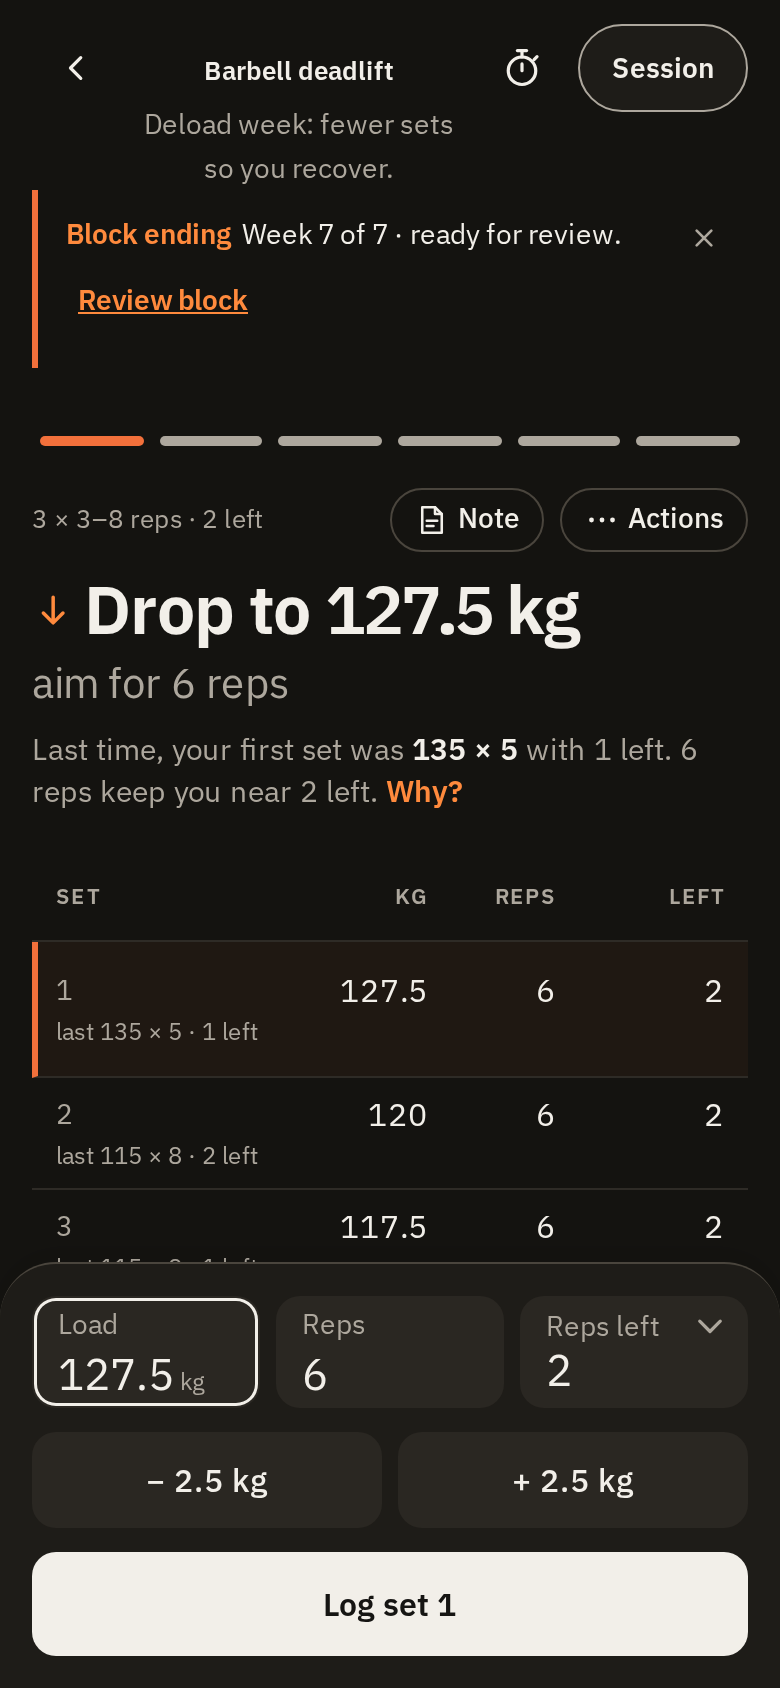 Barbell deadlift
Session
Deload week: fewer sets
so you recover.
Block ending Week 7 of 7 · ready for review.
Review block
3 × 3–8 reps · 2 left
Note
Actions
Drop to 127.5 kg
aim for 6 reps
Last time, your first set was 135 × 5 with 1 left. 6
reps keep you near 2 left. Why?
SET KG REPS LEFT
1 127.5 6 2
last 135 × 5 · 1 left
2 120 6 2
last 115 × 8 · 2 left
3 117.5 6 2
Load
Reps
Reps left
127.5 kg
6
2
– 2.5 kg
+ 2.5 kg
Log set 1